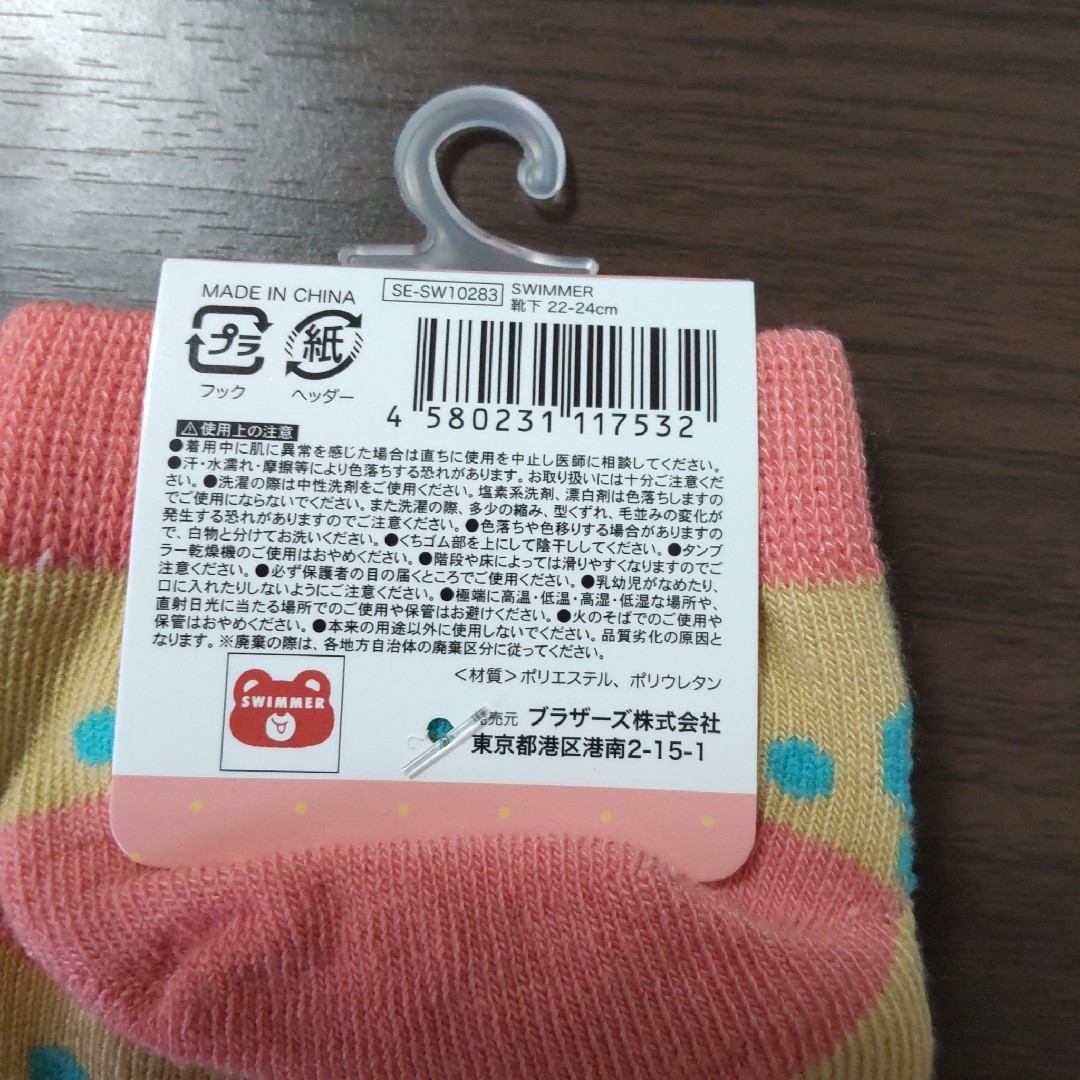 MADE IN CHINA
SE-SW10283 SWIMMER
靴下 22-24cm
プラ 紙
フック ヘッダー
4 580231 117532
⚠使用上の注意
●着用中に肌に異常を感じた場合は直ちに使用を中止し医師に相談してください。
●汗・水濡れ・摩擦等により色落ちする恐れがあります。お取り扱いには十分ご注意くだ
さい。●洗濯の際は中性洗剤をご使用ください。塩素系洗剤、漂白剤は色落ちしますの
でご使用にならないでください。また洗濯の際、多少の縮み、型くずれ、毛並みの変化が
発生する恐れがありますのでご注意ください。●色落ちや色移りする場合がありますの
で、白物と分けてお洗いください。●くちゴム部を上にして陰干ししてください。●タンブ
ラー乾燥機のご使用はおやめください。●階段や床によっては滑りやすくなりますのでご
注意ください。●必ず保護者の目の届くところでご使用ください。●乳幼児がなめたり、
口に入れたりしないようにご注意ください。●極端に高温・低温・高湿・低湿な場所や、
直射日光に当たる場所でのご使用や保管はお避けください。●火のそばでのご使用や
保管はおやめください。●本来の用途以外に使用しないでください。品質劣化の原因と
なります。※廃棄の際は、各地方自治体の廃棄区分に従ってください。
＜材質＞ポリエステル、ポリウレタン
SWIMMER
売元 ブラザーズ株式会社
東京都港区港南2-15-1